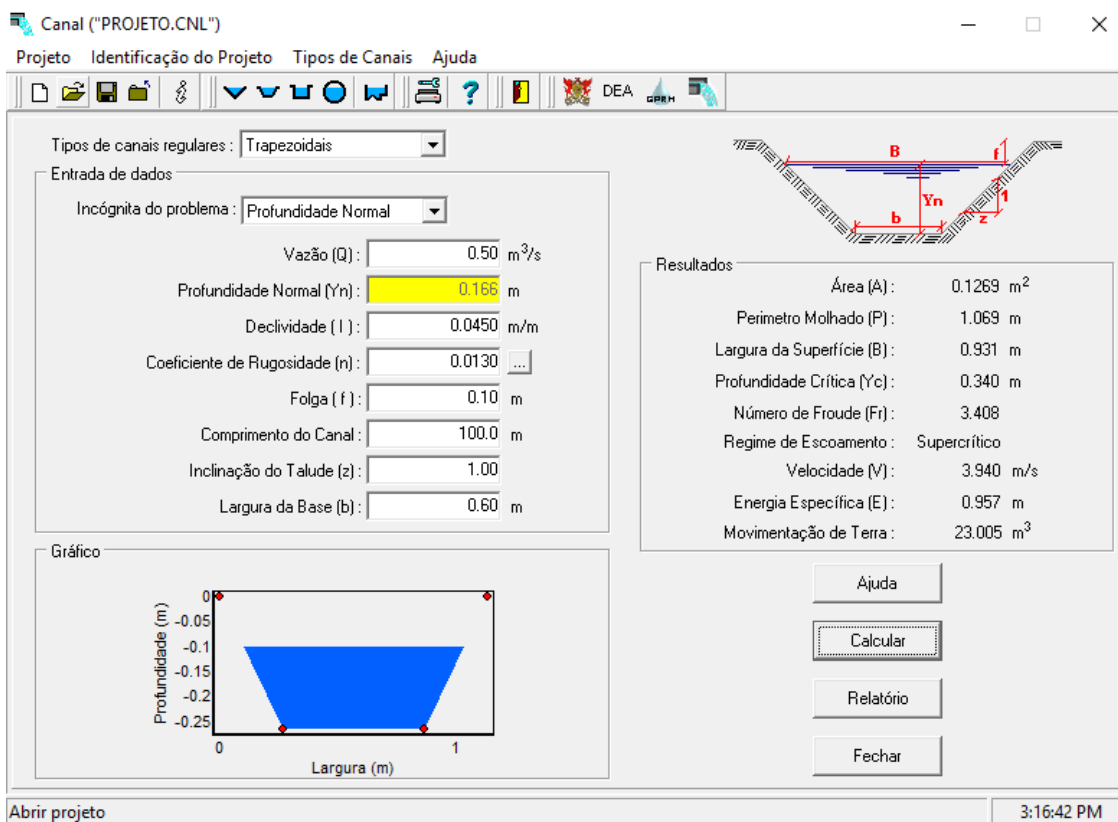 Canal ("PROJETO.CNL")
Projeto Identificação do Projeto Tipos de Canais Ajuda
DEA GPRH
Tipos de canais regulares : Trapezoidais
Entrada de dados
Incógnita do problema : Profundidade Normal
Vazão (Q) : 0.50 m³/s
Profundidade Normal (Yn) : 0.166 m
Declividade ( I ) : 0.0450 m/m
Coeficiente de Rugosidade (n) : 0.0130 ...
Folga ( f ) : 0.10 m
Comprimento do Canal : 100.0 m
Inclinação do Talude (z) : 1.00
Largura da Base (b) : 0.60 m
B f
Yn 1
b z
Resultados
Área (A) : 0.1269 m²
Perimetro Molhado (P) : 1.069 m
Largura da Superfície (B) : 0.931 m
Profundidade Crítica (Yc) : 0.340 m
Número de Froude (Fr) : 3.408
Regime de Escoamento : Supercrítico
Velocidade (V) : 3.940 m/s
Energia Específica (E) : 0.957 m
Movimentação de Terra : 23.005 m³
Gráfico
Profundidade (m)
0
-0.05
-0.1
-0.15
-0.2
-0.25
0 1
Largura (m)
Ajuda
Calcular
Relatório
Fechar
Abrir projeto 3:16:42 PM